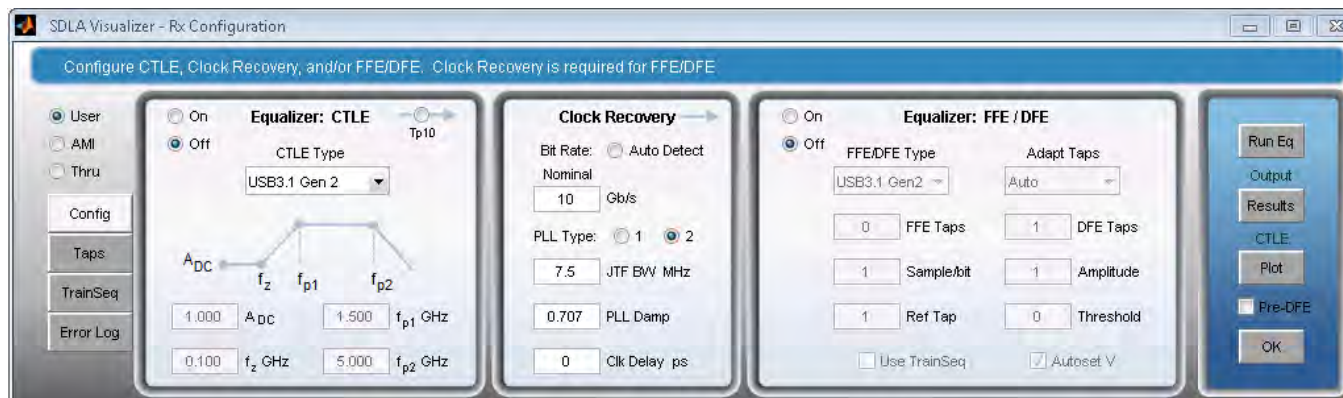 SDLA Visualizer - Rx Configuration
Configure CTLE, Clock Recovery, and/or FFE/DFE. Clock Recovery is required for FFE/DFE
User
AMI
Thru
Config
Taps
TrainSeq
Error Log
On
Off
Equalizer: CTLE
Tp10
CTLE Type
USB3.1 Gen 2
ADC
fz
fp1
fp2
1.000 ADC 1.500 fp1 GHz
0.100 fz GHz 5.000 fp2 GHz
Clock Recovery
Bit Rate: Auto Detect
Nominal
10 Gb/s
PLL Type: 1 2
7.5 JTF BW MHz
0.707 PLL Damp
0 Clk Delay ps
On
Off
Equalizer: FFE / DFE
FFE/DFE Type Adapt Taps
USB3.1 Gen2 Auto
0 FFE Taps 1 DFE Taps
1 Sample/bit 1 Amplitude
1 Ref Tap 0 Threshold
Use TrainSeq Autoset V
Run Eq
Output
Results
CTLE
Plot
Pre-DFE
OK